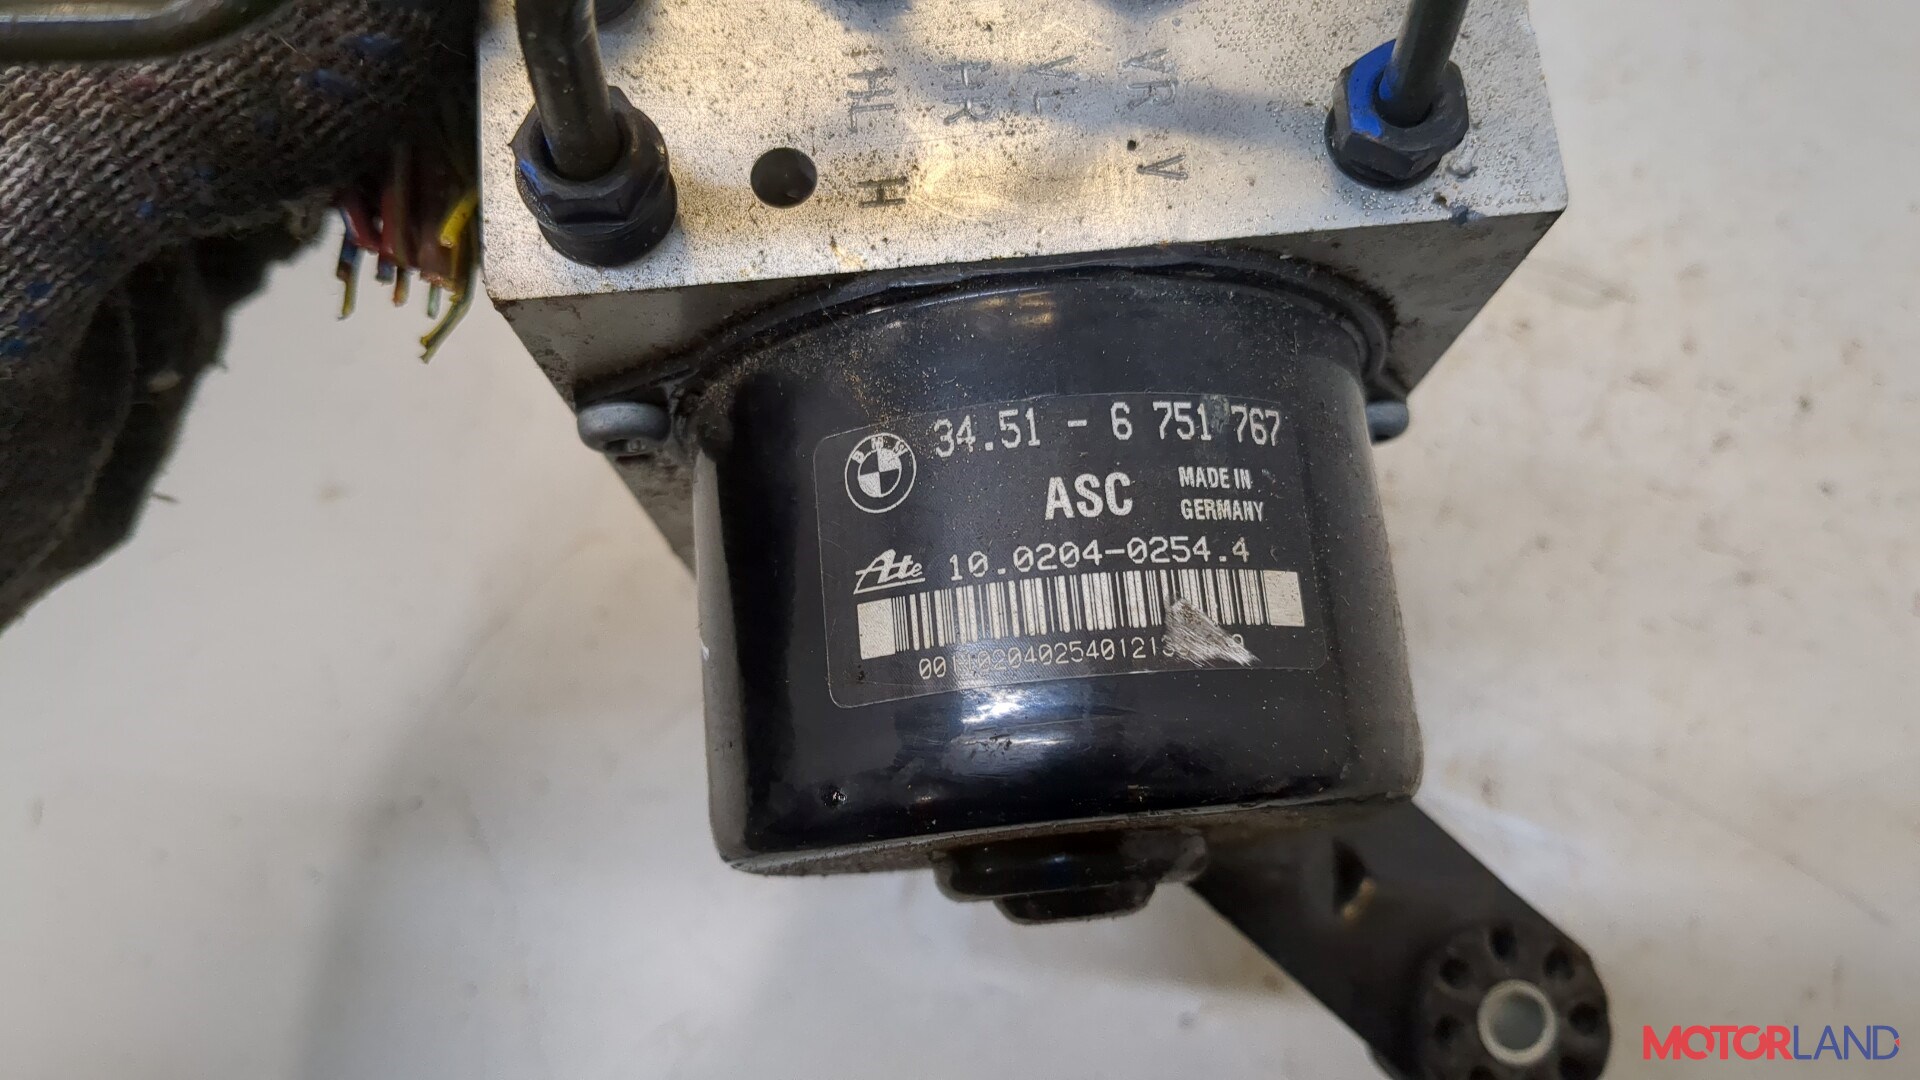 HL HR VL VR
H V
BMW
34.51 - 6 751 767
ASC MADE IN
GERMANY
Ate 10.0204-0254.4
MOTORLAND